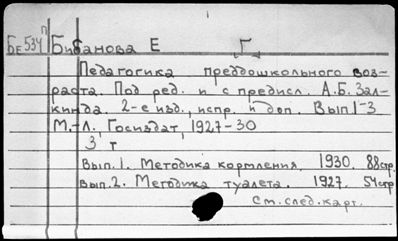 Бе534п Бибанова Е Г.
Педагогика преддошкольного воз-
раста. Под ред. и с предисл. А.Б. Зал-
кинда. 2-е изд., испр. и доп. Вып 1-3
М.-Л., Госиздат, 1927-30
3 т
Вып. 1. Методика кормления. 1930. 88стр.
Вып. 2. Методика туалета. 1927. 54стр
См. след. карт.